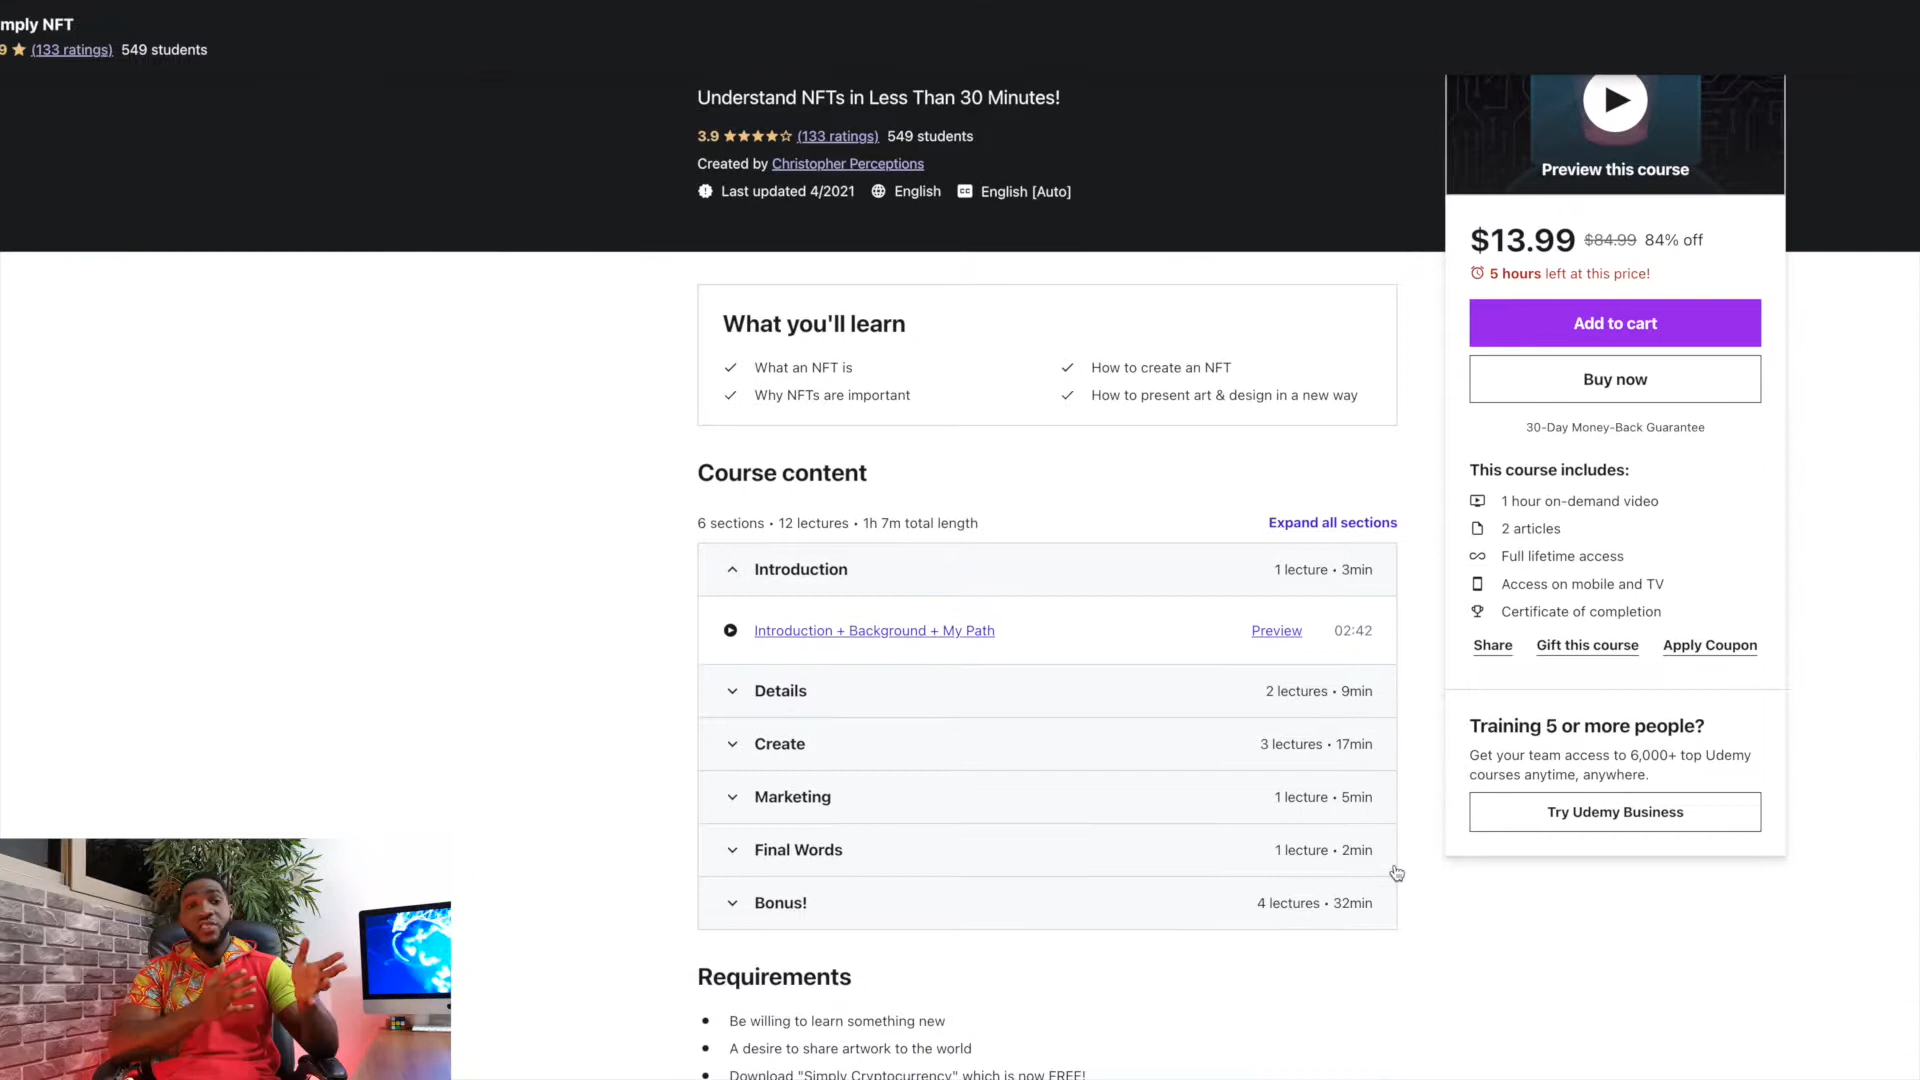 mply NFT
9 (133 ratings) 549 students
Understand NFTs in Less Than 30 Minutes!
3.9 (133 ratings) 549 students
Created by Christopher Perceptions
Last updated 4/2021 English CC English [Auto]
Preview this course
$13.99 $84.99 84% off
5 hours left at this price!
Add to cart
Buy now
30-Day Money-Back Guarantee
This course includes:
1 hour on-demand video
2 articles
Full lifetime access
Access on mobile and TV
Certificate of completion
Share Gift this course Apply Coupon
Training 5 or more people?
Get your team access to 6,000+ top Udemy
courses anytime, anywhere.
Try Udemy Business
What you'll learn
What an NFT is
Why NFTs are important
How to create an NFT
How to present art & design in a new way
Course content
6 sections • 12 lectures • 1h 7m total length Expand all sections
Introduction 1 lecture • 3min
Introduction + Background + My Path Preview 02:42
Details 2 lectures • 9min
Create 3 lectures • 17min
Marketing 1 lecture • 5min
Final Words 1 lecture • 2min
Bonus! 4 lectures • 32min
Requirements
• Be willing to learn something new
• A desire to share artwork to the world
• Download "Simply Cryptocurrency" which is now FREE!